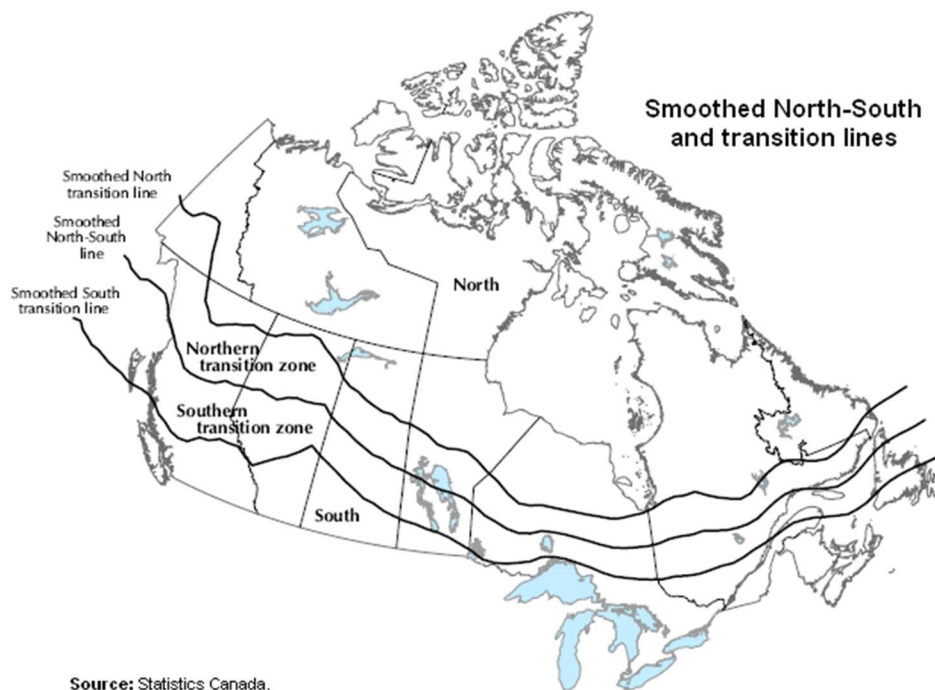 Smoothed North-South
and transition lines
Smoothed North
transition line
Smoothed
North-South
line
Smoothed South
transition line
North
Northern
transition zone
Southern
transition zone
South
Source: Statistics Canada.